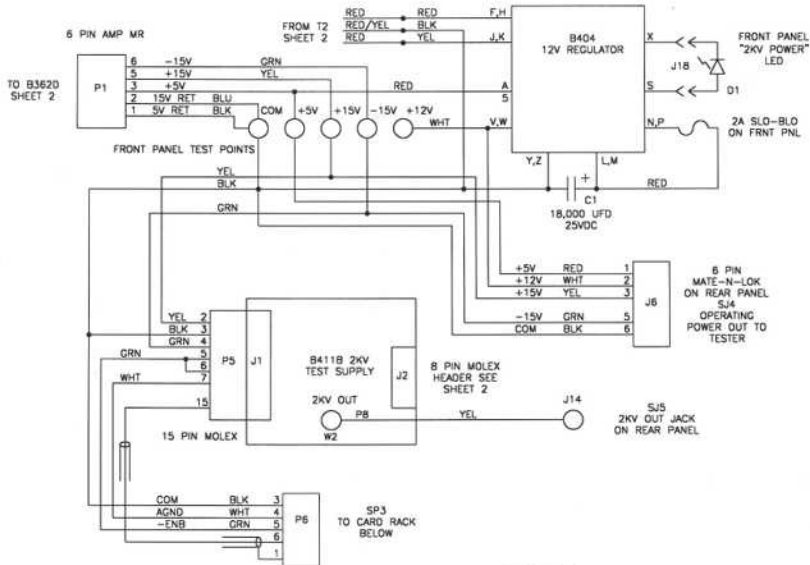 6 PIN AMP MR
TO B362D
SHEET 2
P1
6 -15V GRN
5 +15V YEL
3 +5V RED
2 15V RET BLU
1 5V RET BLK
COM +5V +15V -15V +12V
FRONT PANEL TEST POINTS
WHT
FROM T2
SHEET 2
RED RED F,H
RED/YEL BLK
RED YEL J,K
B404
12V REGULATOR
A
5
V,W
Y,Z
L,M
X
S
N,P
J18
D1
FRONT PANEL
"2KV POWER"
LED
2A SLO-BLO
ON FRNT PNL
RED
+
C1
18,000 UFD
25VDC
YEL
BLK
GRN
+5V RED 1
+12V WHT 2
+15V YEL 3
-15V GRN 5
COM BLK 6
J6
6 PIN
MATE-N-LOK
ON REAR PANEL
SJ4
OPERATING
POWER OUT TO
TESTER
YEL 2
BLK 3
GRN 4
GRN 5
6
WHT 7
15
P5
J1
15 PIN MOLEX
B411B 2KV
TEST SUPPLY
J2
8 PIN MOLEX
HEADER SEE
SHEET 2
2KV OUT
W2
P8
YEL
J14
SJ5
2KV OUT JACK
ON REAR PANEL
COM BLK 3
AGND WHT 4
-ENB GRN 5
6
1
P6
SP3
TO CARD RACK
BELOW